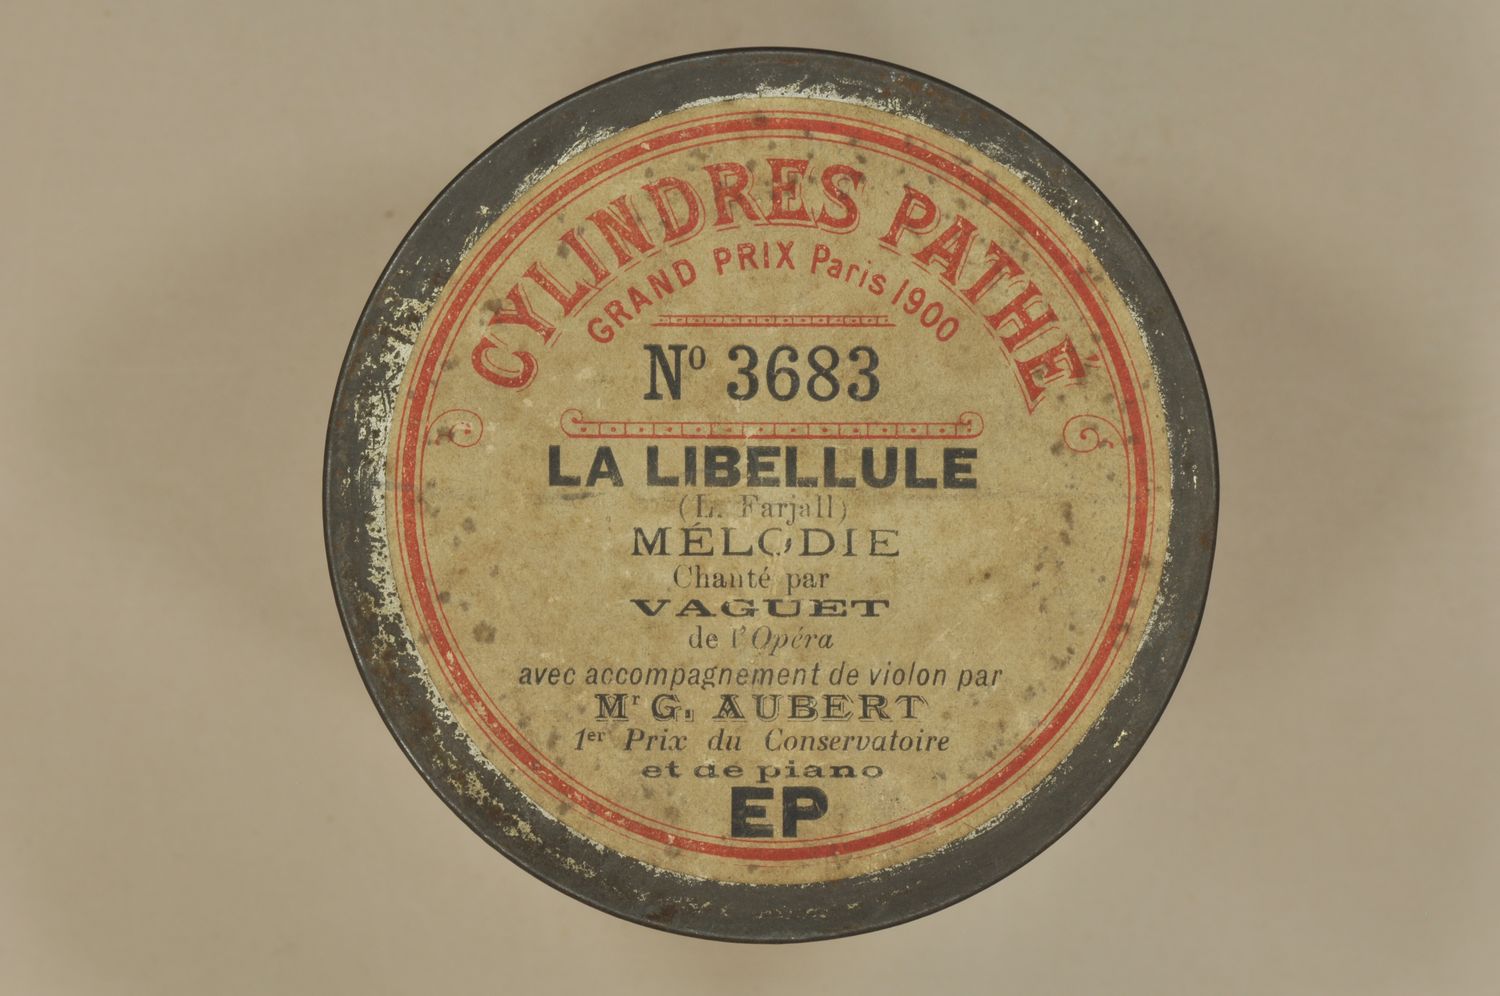 CYLINDRES PATHÉ
GRAND PRIX Paris 1900
Nº 3683
LA LIBELLULE
(L. Farjall)
MÉLODIE
Chanté par
VAGUET
de l'Opéra
avec accompagnement de violon par
Mr G. AUBERT
1er Prix du Conservatoire
et de piano
EP